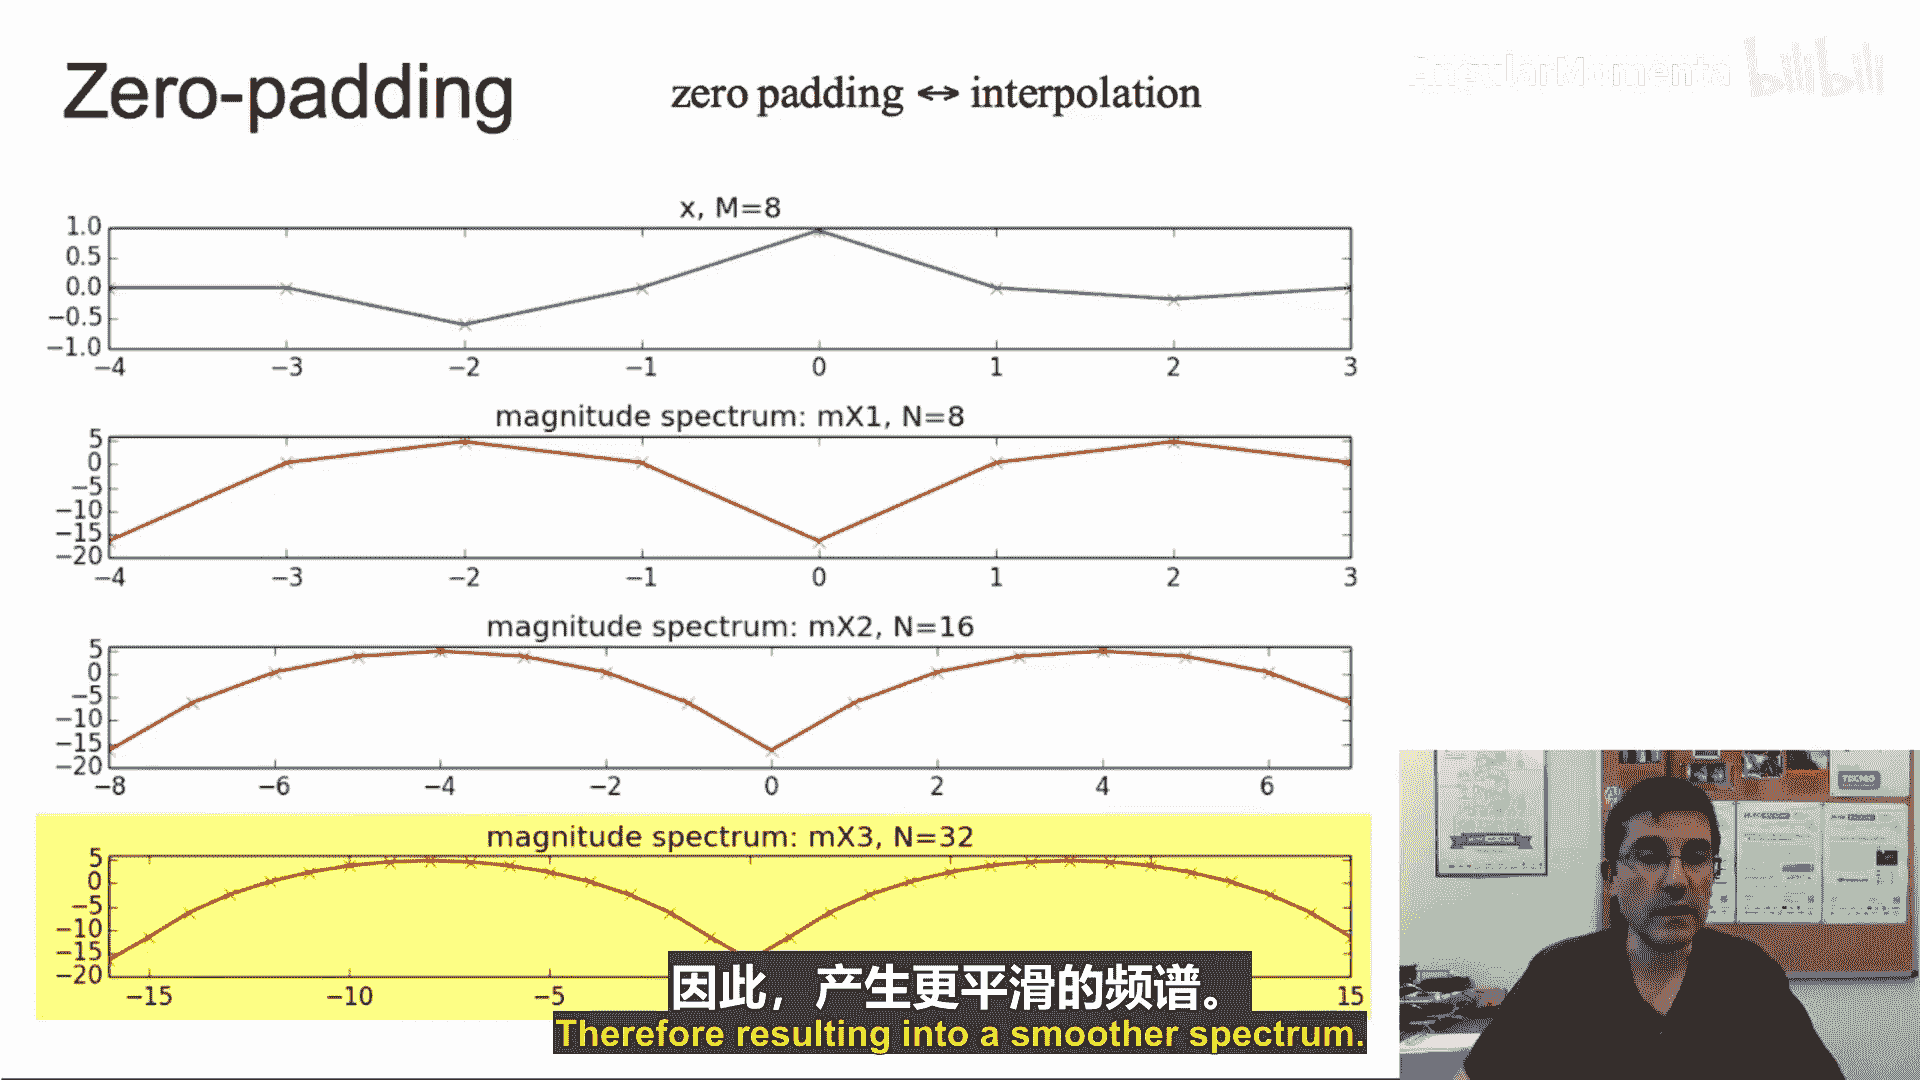 Zero-padding
zero padding ↔ interpolation
AngularMomenta bilibili
x, M=8
1.0
0.5
0.0
−0.5
−1.0
−4 −3 −2 −1 0 1 2 3
magnitude spectrum: mX1, N=8
5
0
−5
−10
−15
−20
−4 −3 −2 −1 0 1 2 3
magnitude spectrum: mX2, N=16
5
0
−5
−10
−15
−20
−8 −6 −4 −2 0 2 4 6
magnitude spectrum: mX3, N=32
5
0
−5
−10
−15
−20
−15 −10 −5 15
因此，产生更平滑的频谱。
Therefore resulting into a smoother spectrum.